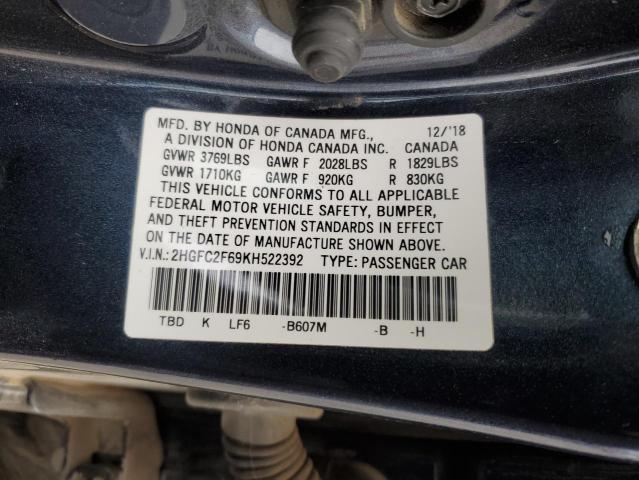 MFD. BY HONDA OF CANADA MFG., 12/'18
A DIVISION OF HONDA CANADA INC. CANADA
GVWR 3769LBS GAWR F 2028LBS R 1829LBS
GVWR 1710KG GAWR F 920KG R 830KG
THIS VEHICLE CONFORMS TO ALL APPLICABLE
FEDERAL MOTOR VEHICLE SAFETY, BUMPER,
AND THEFT PREVENTION STANDARDS IN EFFECT
ON THE DATE OF MANUFACTURE SHOWN ABOVE.
V.I.N.: 2HGFC2F69KH522392 TYPE: PASSENGER CAR
TBD K LF6 -B607M -B -H